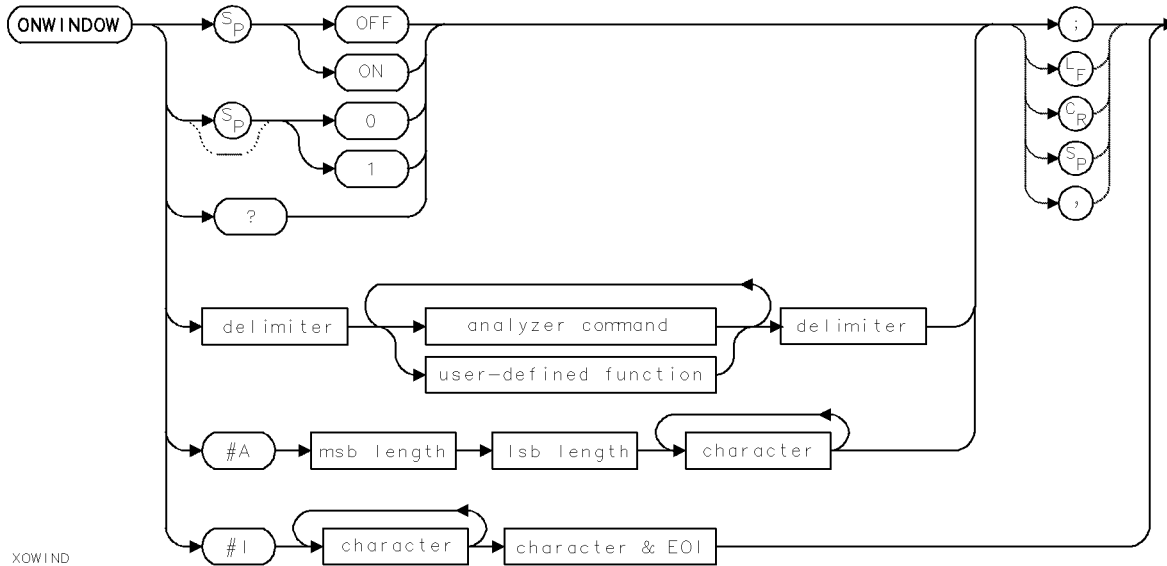 ONWINDOW SP OFF ;
ON LF
SP 0 CR
1 SP
? ,
delimiter analyzer command delimiter
user-defined function
#A msb length lsb length character
#I character character & EOI
XOWIND